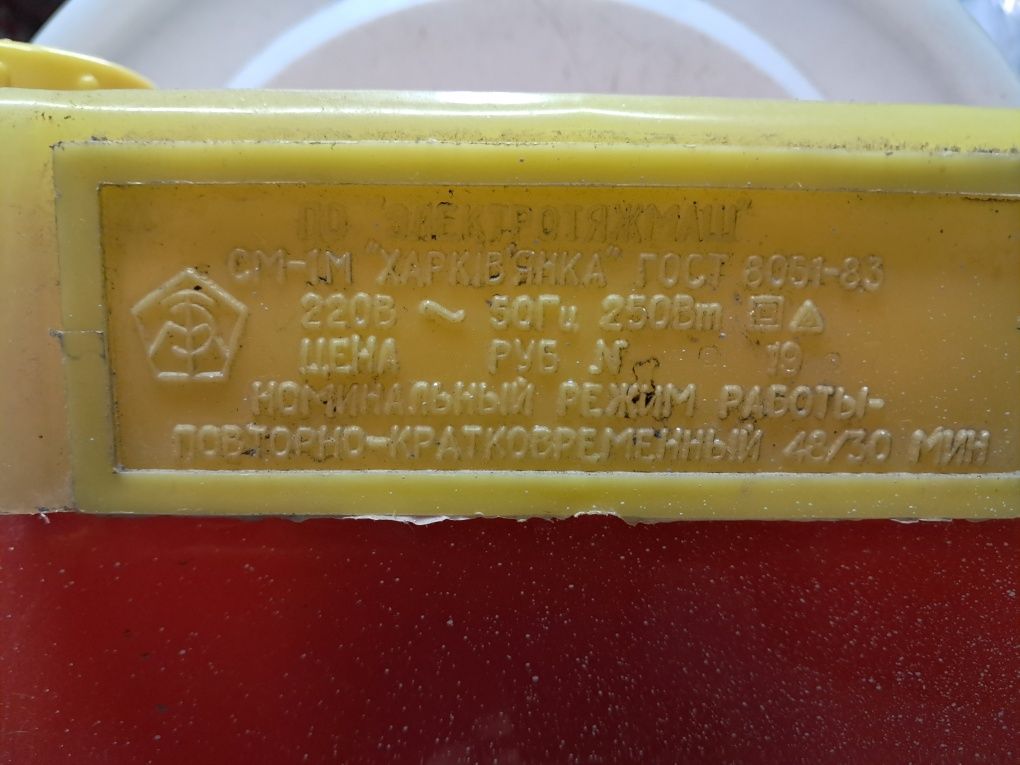 ПО "ЭЛЕКТРОТЯЖМАШ"
СМ-1М "ХАРКІВ'ЯНКА" ГОСТ 8051-83
220В ~ 50Гц 250Вт
ЦЕНА РУБ № 19
НОМИНАЛЬНЫЙ РЕЖИМ РАБОТЫ-
ПОВТОРНО-КРАТКОВРЕМЕННЫЙ 48/30 МИН